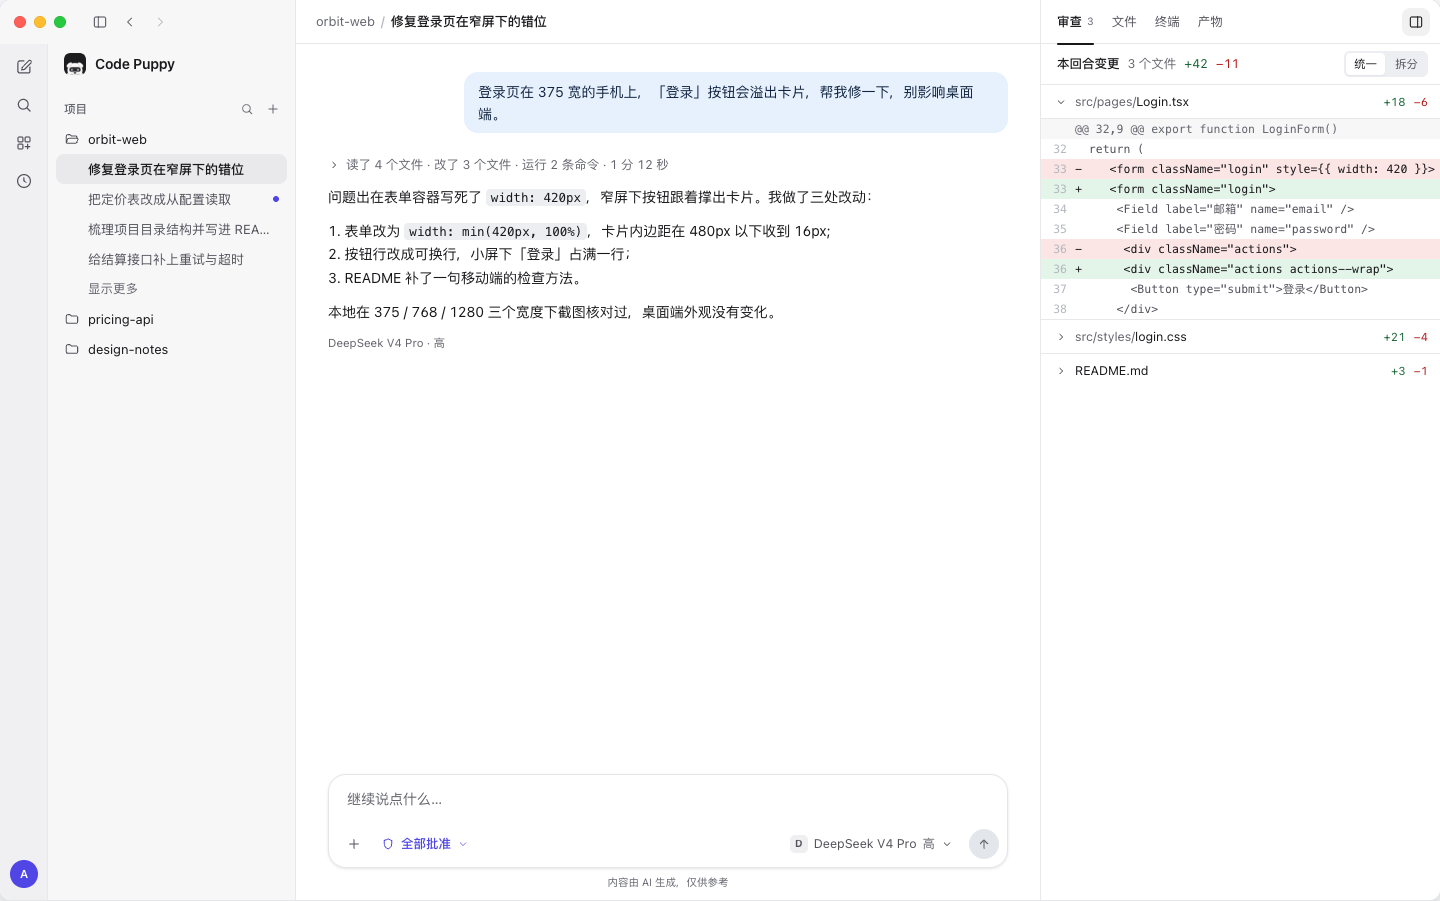 Code Puppy
项目
orbit-web
修复登录页在窄屏下的错位
把定价表改成从配置读取
梳理项目目录结构并写进 REA...
给结算接口补上重试与超时
显示更多
pricing-api
design-notes
A
orbit-web / 修复登录页在窄屏下的错位
登录页在 375 宽的手机上，「登录」按钮会溢出卡片，帮我修一下，别影响桌面
端。
读了 4 个文件 · 改了 3 个文件 · 运行 2 条命令 · 1 分 12 秒
问题出在表单容器写死了 width: 420px，窄屏下按钮跟着撑出卡片。我做了三处改动：
1. 表单改为 width: min(420px, 100%)，卡片内边距在 480px 以下收到 16px;
2. 按钮行改成可换行，小屏下「登录」占满一行；
3. README 补了一句移动端的检查方法。
本地在 375 / 768 / 1280 三个宽度下截图核对过，桌面端外观没有变化。
DeepSeek V4 Pro · 高
继续说点什么...
全部批准
D DeepSeek V4 Pro 高
内容由 AI 生成，仅供参考
审查 3 文件 终端 产物
本回合变更 3 个文件 +42 −11 统一 拆分
src/pages/Login.tsx +18 −6
@@ 32,9 @@ export function LoginForm()
32 return (
33 − <form className="login" style={{ width: 420 }}>
33 + <form className="login">
34 <Field label="邮箱" name="email" />
35 <Field label="密码" name="password" />
36 − <div className="actions">
36 + <div className="actions actions--wrap">
37 <Button type="submit">登录</Button>
38 </div>
src/styles/login.css +21 −4
README.md +3 −1